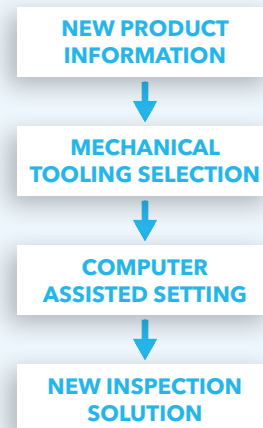 NEW PRODUCT
INFORMATION
MECHANICAL
TOOLING SELECTION
COMPUTER
ASSISTED SETTING
NEW INSPECTION
SOLUTION